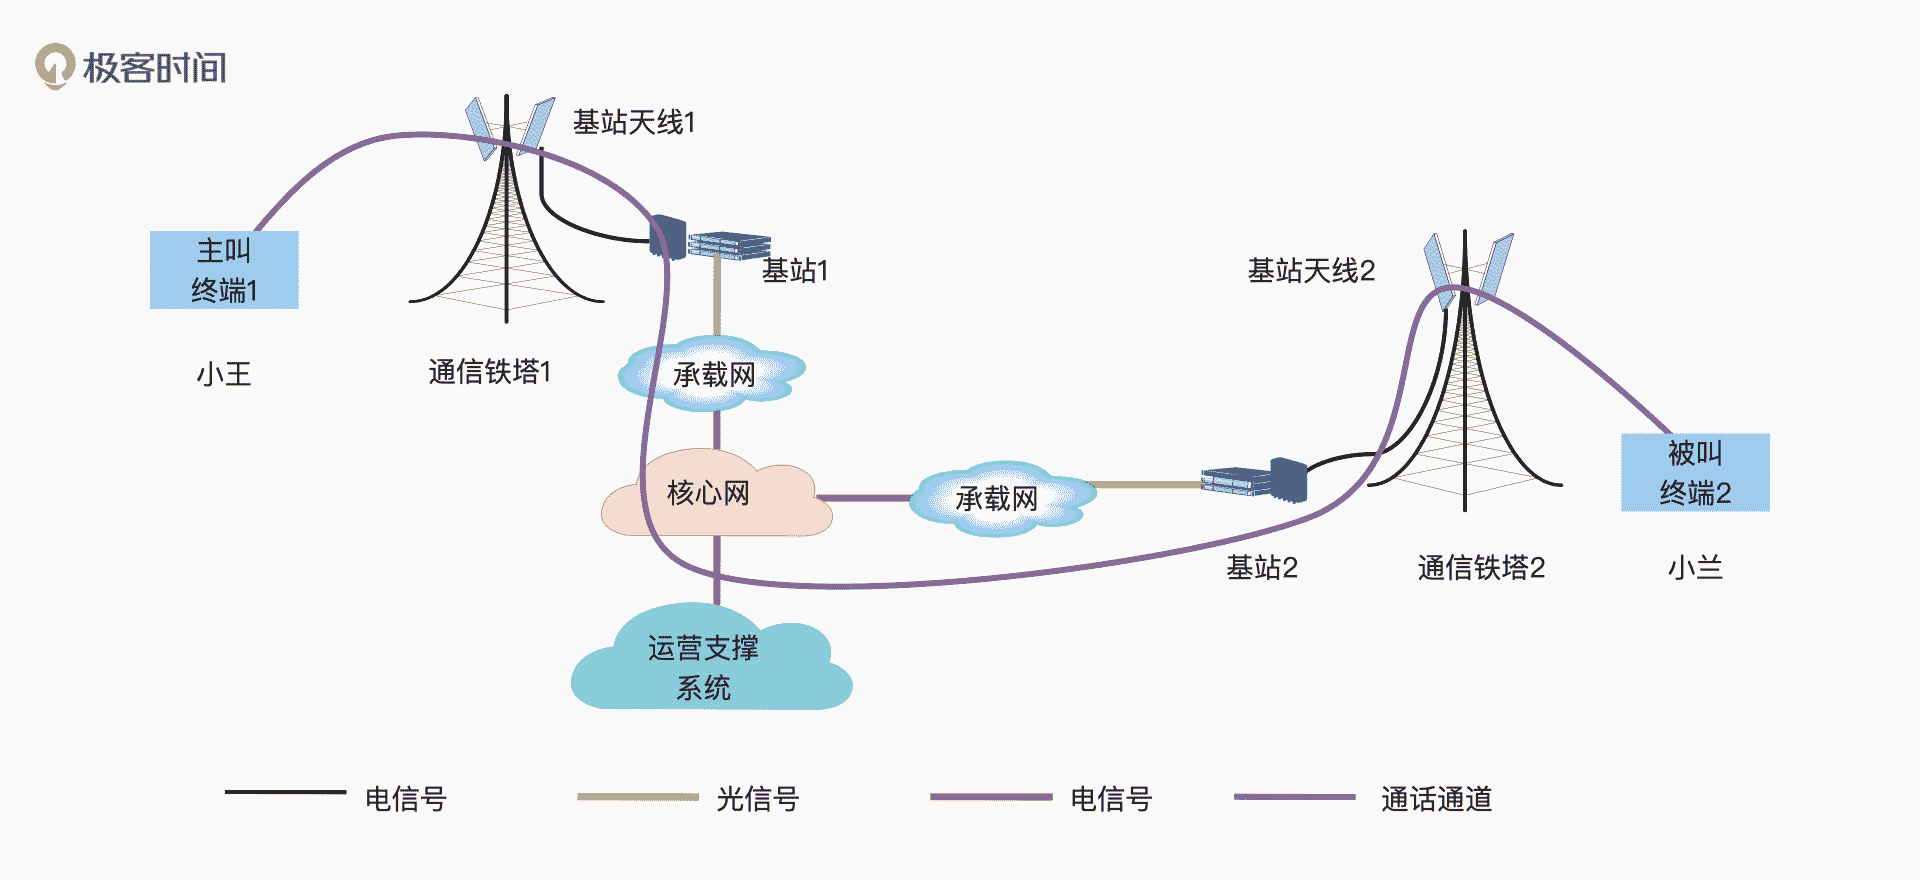 极客时间
基站天线1
主叫
终端1
基站1
小王
通信铁塔1
承载网
基站天线2
核心网
承载网
被叫
终端2
基站2
通信铁塔2
小兰
运营支撑
系统
电信号
光信号
电信号
通话通道